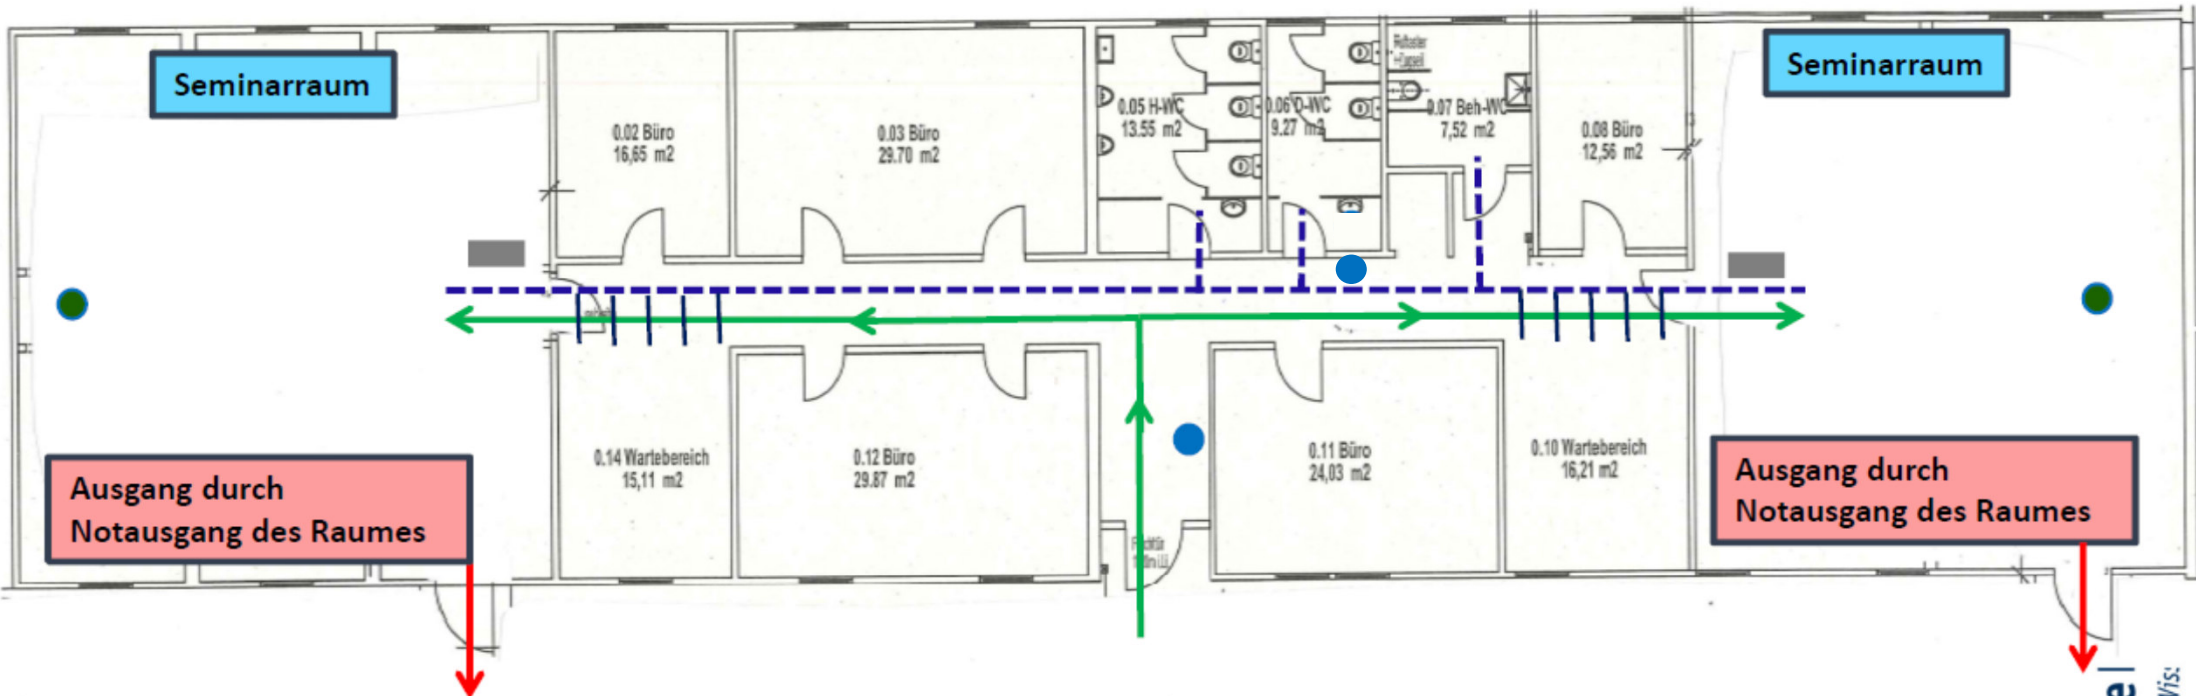 Seminarraum
Seminarraum
0.02 Büro
16,65 m2
0.03 Büro
29.70 m2
0.05 H-WC
13.55 m2
0.06 D-WC
9.27 m2
0.07 Beh-WC
7,52 m2
0.08 Büro
12,56 m2
0.14 Wartebereich
15,11 m2
0.12 Büro
29.87 m2
0.11 Büro
24,03 m2
0.10 Wartebereich
16,21 m2
Ausgang durch
Notausgang des Raumes
Ausgang durch
Notausgang des Raumes